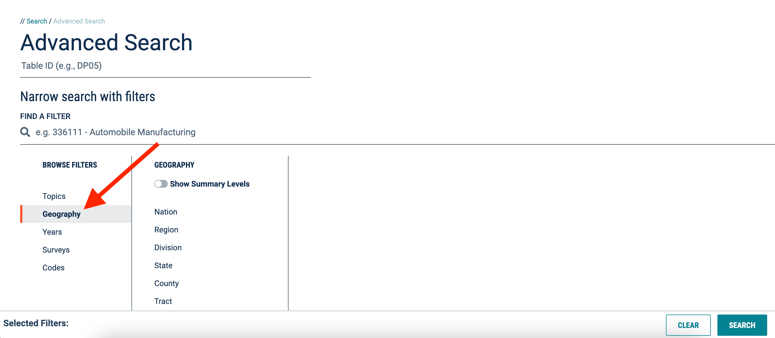 // Search / Advanced Search
Advanced Search
Table ID (e.g., DP05)
Narrow search with filters
FIND A FILTER
e.g. 336111 - Automobile Manufacturing
BROWSE FILTERS
Topics
Geography
Years
Surveys
Codes
GEOGRAPHY
Show Summary Levels
Nation
Region
Division
State
County
Tract
Selected Filters:
CLEAR
SEARCH